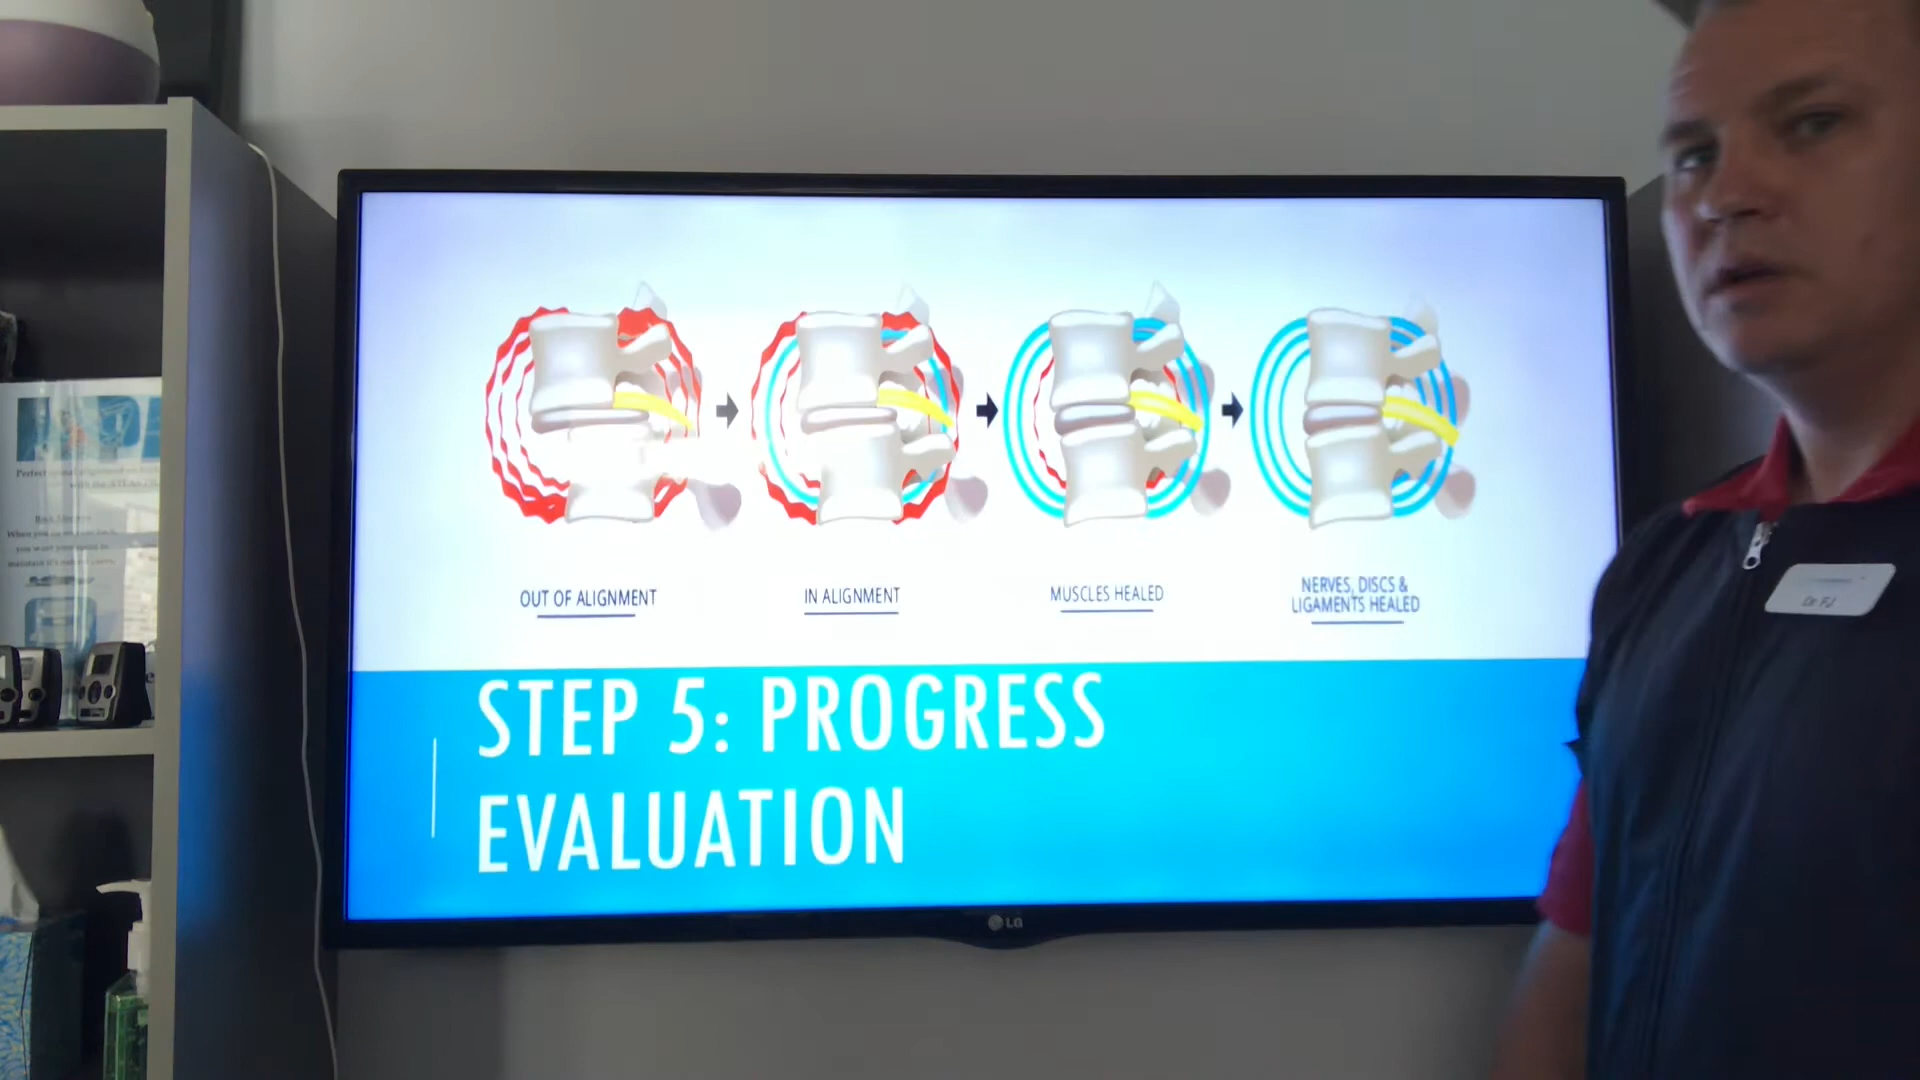 OUT OF ALIGNMENT
IN ALIGNMENT
MUSCLES HEALED
NERVES, DISCS &
LIGAMENTS HEALED
STEP 5: PROGRESS
EVALUATION
LG
Dr FJ